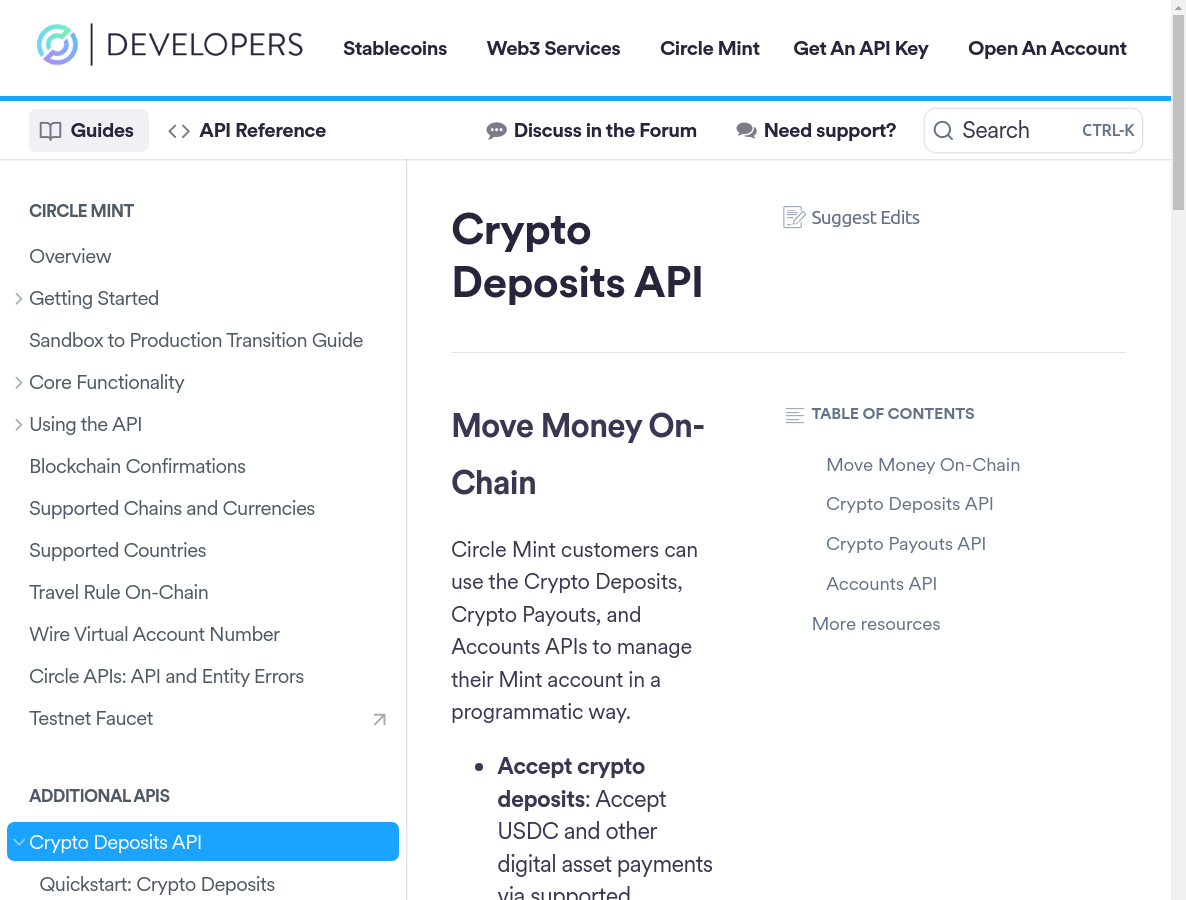 DEVELOPERS
Stablecoins
Web3 Services
Circle Mint
Get An API Key
Open An Account
Guides
API Reference
Discuss in the Forum
Need support?
Search
CTRL-K
CIRCLE MINT
Overview
Getting Started
Sandbox to Production Transition Guide
Core Functionality
Using the API
Blockchain Confirmations
Supported Chains and Currencies
Supported Countries
Travel Rule On-Chain
Wire Virtual Account Number
Circle APIs: API and Entity Errors
Testnet Faucet
ADDITIONAL APIS
Crypto Deposits API
Quickstart: Crypto Deposits
Crypto
Deposits API
Suggest Edits
Move Money On-
Chain
Circle Mint customers can
use the Crypto Deposits,
Crypto Payouts, and
Accounts APIs to manage
their Mint account in a
programmatic way.
Accept crypto
deposits: Accept
USDC and other
digital asset payments
via supported
TABLE OF CONTENTS
Move Money On-Chain
Crypto Deposits API
Crypto Payouts API
Accounts API
More resources